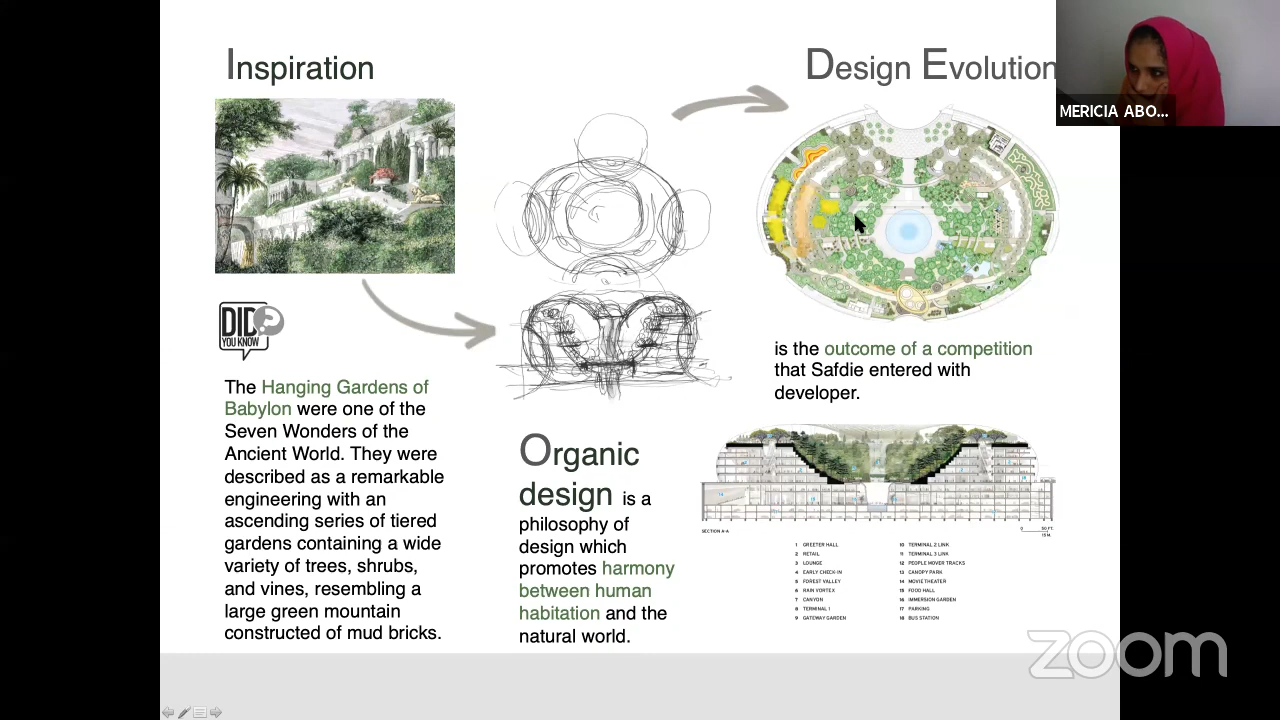 Inspiration
Design Evolution
MERICIA ABO...
DID
YOU KNOW
?
The Hanging Gardens of
Babylon were one of the
Seven Wonders of the
Ancient World. They were
described as a remarkable
engineering with an
ascending series of tiered
gardens containing a wide
variety of trees, shrubs,
and vines, resembling a
large green mountain
constructed of mud bricks.
Organic
design is a
philosophy of
design which
promotes harmony
between human
habitation and the
natural world.
is the outcome of a competition
that Safdie entered with
developer.
SECTION A-A
0 50 FT.
15 M.
1 GREETER HALL
2 RETAIL
3 LOUNGE
4 EARLY CHECK-IN
5 FOREST VALLEY
6 RAIN VORTEX
7 CANYON
8 TERMINAL 1
9 GATEWAY GARDEN
10 TERMINAL 2 LINK
11 TERMINAL 3 LINK
12 PEOPLE MOVER TRACKS
13 CANOPY PARK
14 MOVIE THEATER
15 FOOD HALL
16 IMMERSION GARDEN
17 PARKING
18 BUS STATION
zoom